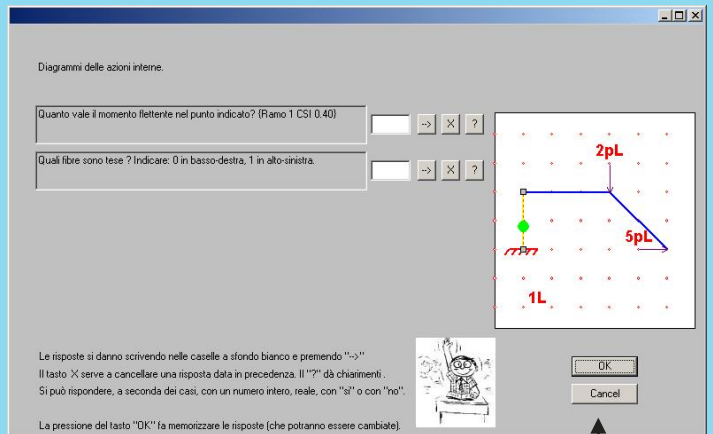 Diagrammi delle azioni interne.
Quanto vale il momento flettente nel punto indicato? {Ramo 1 CSI 0.40}
--> X ?
Quali fibre sono tese ? Indicare: 0 in basso-destra, 1 in alto-sinistra.
--> X ?
2pL
5pL
1L
Le risposte si danno scrivendo nelle caselle a sfondo bianco e premendo "-->"
Il tasto X serve a cancellare una risposta data in precedenza. Il "?" dà chiarimenti .
Si può rispondere, a seconda dei casi, con un numero intero, reale, con "si" o con "no".
La pressione del tasto "OK" fa memorizzare le risposte (che potranno essere cambiate).
OK
Cancel